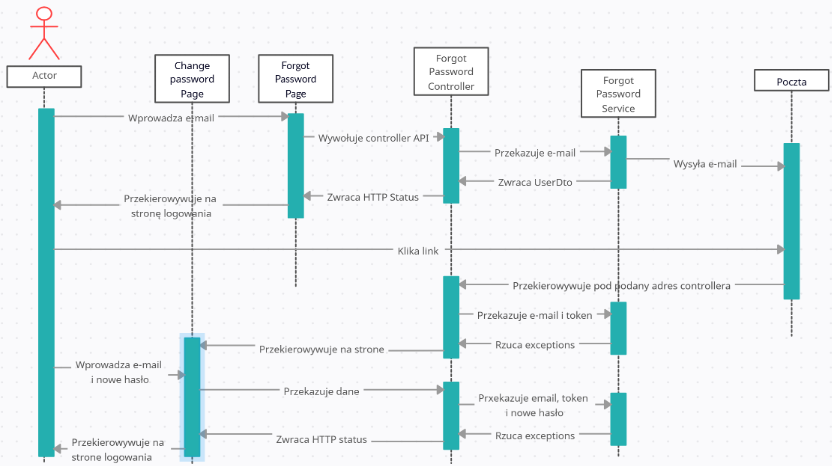 Actor
Change
password
Page
Forgot
Password
Page
Forgot
Password
Controller
Forgot
Password
Service
Poczta
Wprowadza e-mail
Wywołuje controller API
Przekazuje e-mail
Wysyła e-mail
Zwraca UserDto
Zwraca HTTP Status
Przekierowywuje na
stronę logowania
Klika link
Przekierowywuje pod podany adres controllera
Przekazuje e-mail i token
Rzuca exceptions
Przekierowywuje na strone
Wprowadza e-mail
i nowe hasło
Przekazuje dane
Prxekazuje email, token
i nowe hasło
Rzuca exceptions
Zwraca HTTP status
Przekierowywuje na
strone logowania